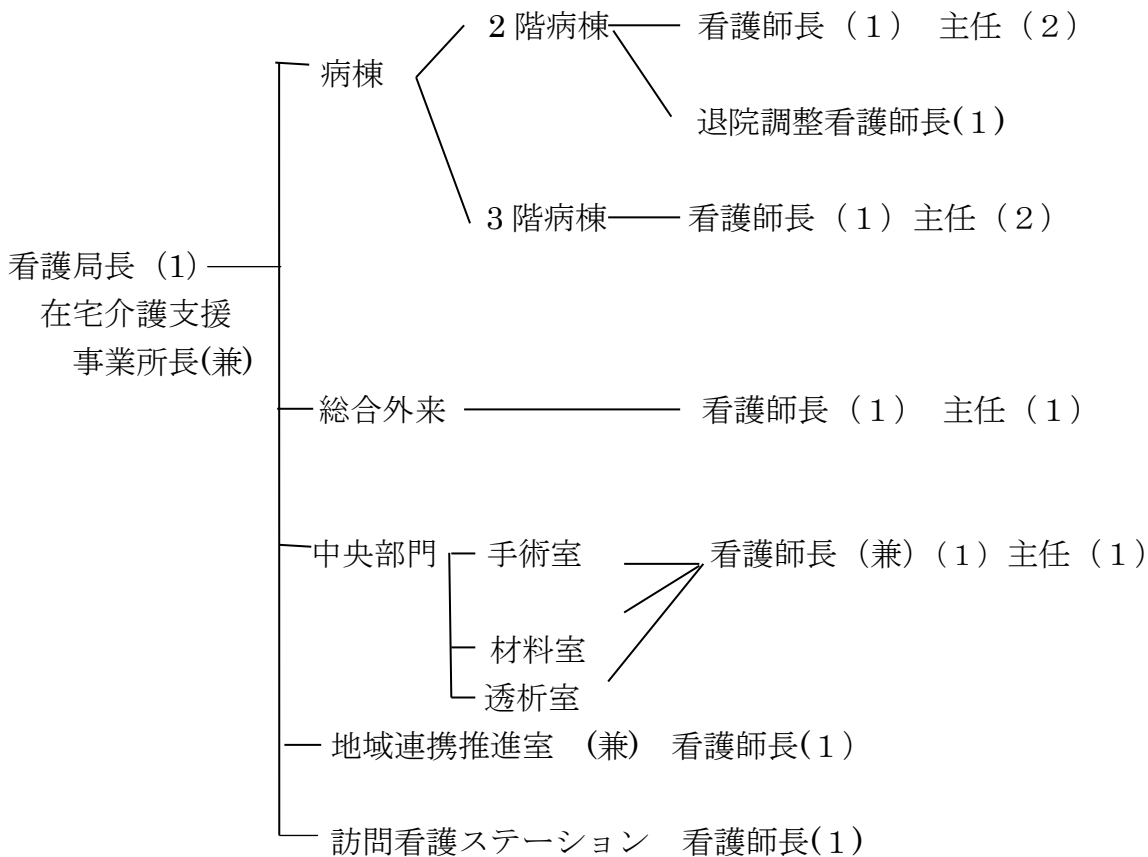 2階病棟 看護師長（1） 主任（2）
病棟
退院調整看護師長(1)
3階病棟 看護師長（1）主任（2）
看護局長（1）
在宅介護支援
事業所長(兼)
総合外来 看護師長（1） 主任（1）
中央部門 手術室 看護師長（兼）（1）主任（1）
材料室
透析室
地域連携推進室 (兼) 看護師長(1)
訪問看護ステーション 看護師長(1)